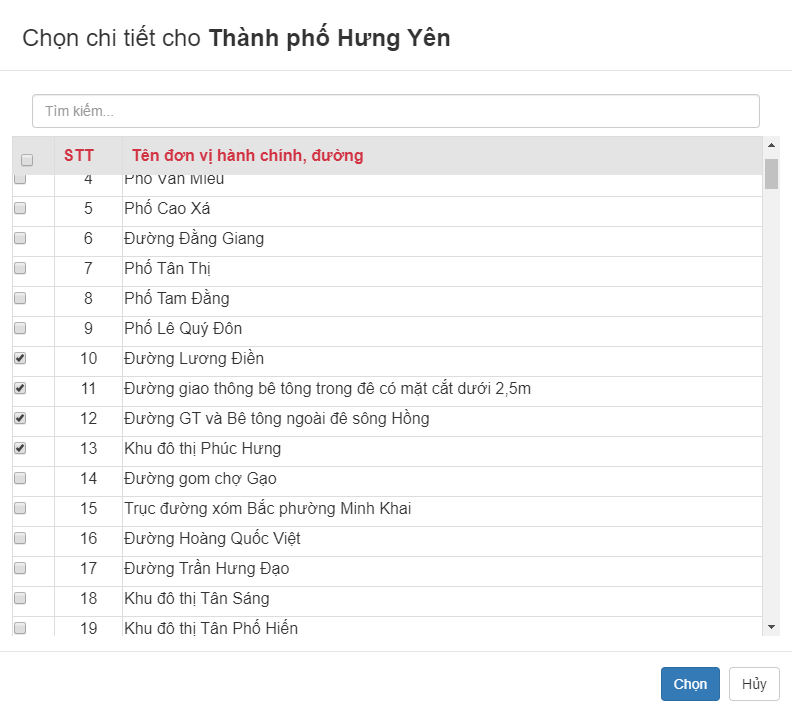 Chọn chi tiết cho Thành phố Hưng Yên
Tìm kiếm...
STT Tên đơn vị hành chính, đường
4 Phố Văn Miếu
5 Phố Cao Xá
6 Đường Đằng Giang
7 Phố Tân Thị
8 Phố Tam Đằng
9 Phố Lê Quý Đôn
10 Đường Lương Điền
11 Đường giao thông bê tông trong đê có mặt cắt dưới 2,5m
12 Đường GT và Bê tông ngoài đê sông Hồng
13 Khu đô thị Phúc Hưng
14 Đường gom chợ Gạo
15 Trục đường xóm Bắc phường Minh Khai
16 Đường Hoàng Quốc Việt
17 Đường Trần Hưng Đạo
18 Khu đô thị Tân Sáng
19 Khu đô thị Tân Phố Hiến
Chọn Hủy